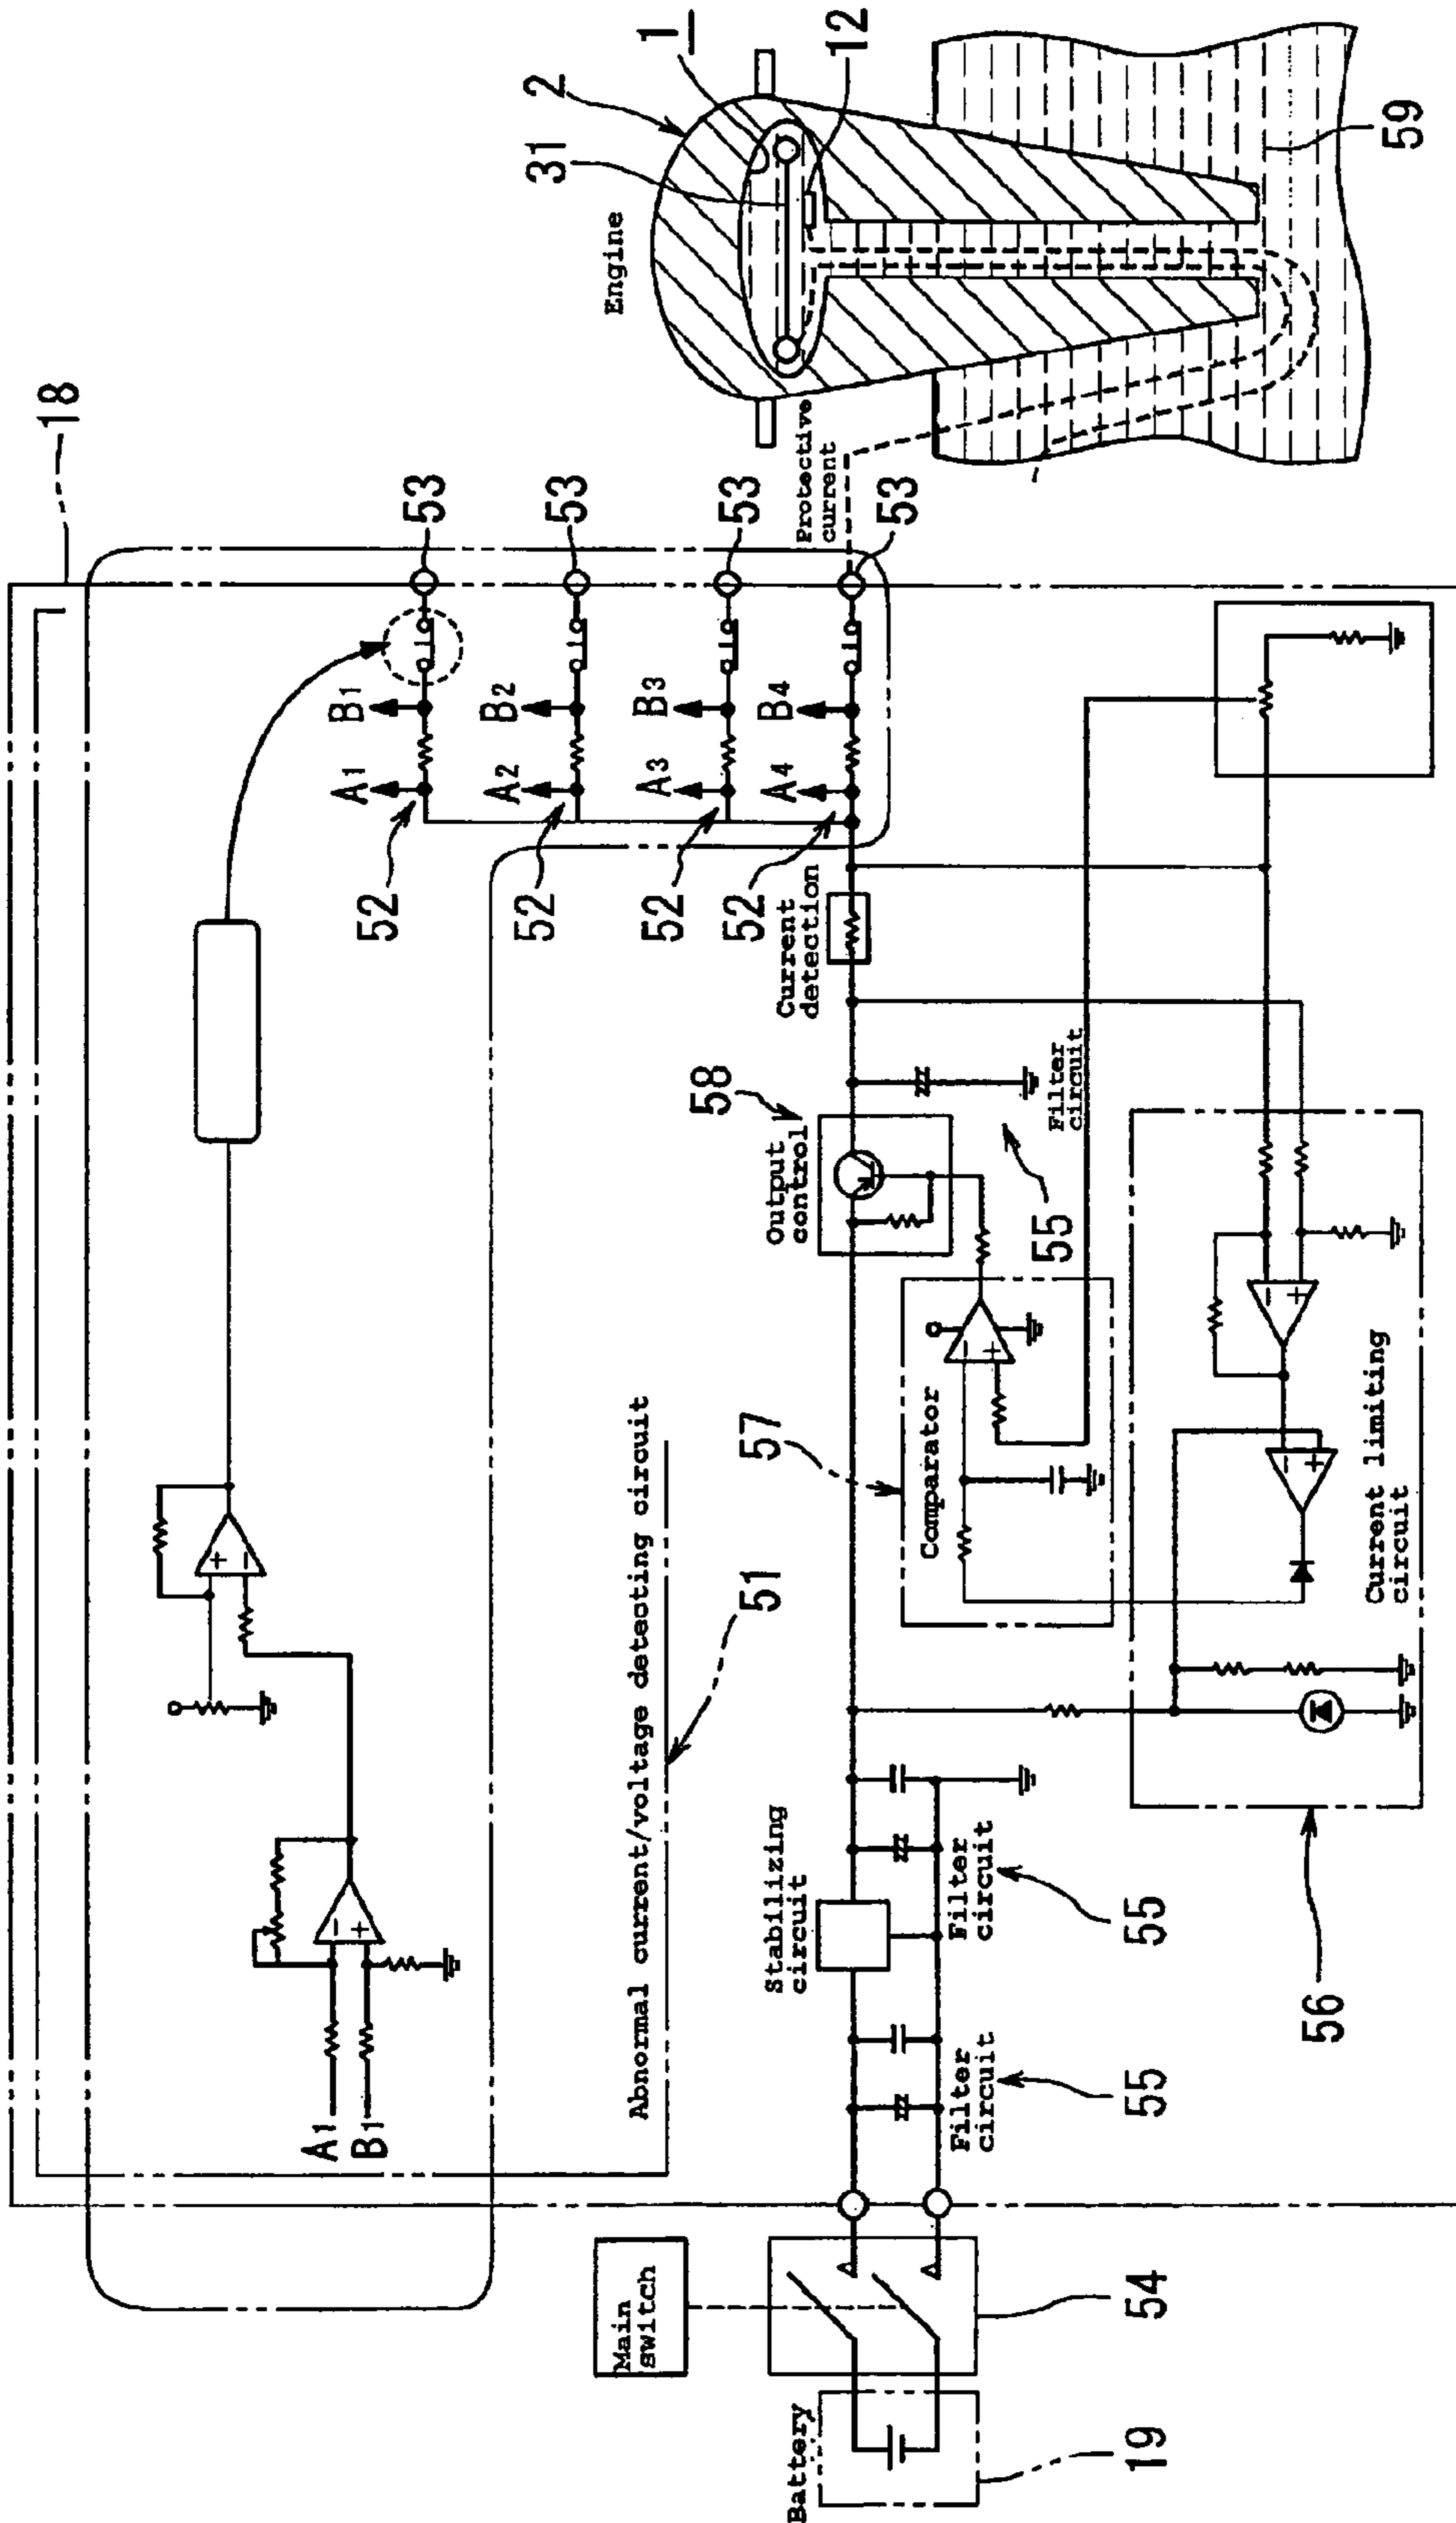 18
53
53
53
53
B1
B2
B3
B4
A1
A2
A3
A4
52
52
52
52
Engine
2
31
1
12
59
Protective
current
Current
detection
58
Output
control
55
Filter
circuit
57
Comparator
Current limiting
circuit
56
Abnormal current/voltage detecting circuit
51
A1
B1
Stabilizing
circuit
Filter
circuit
55
Filter
circuit
55
Main
switch
54
Battery
19
+
−
−
+
−
+
−
+
−
+